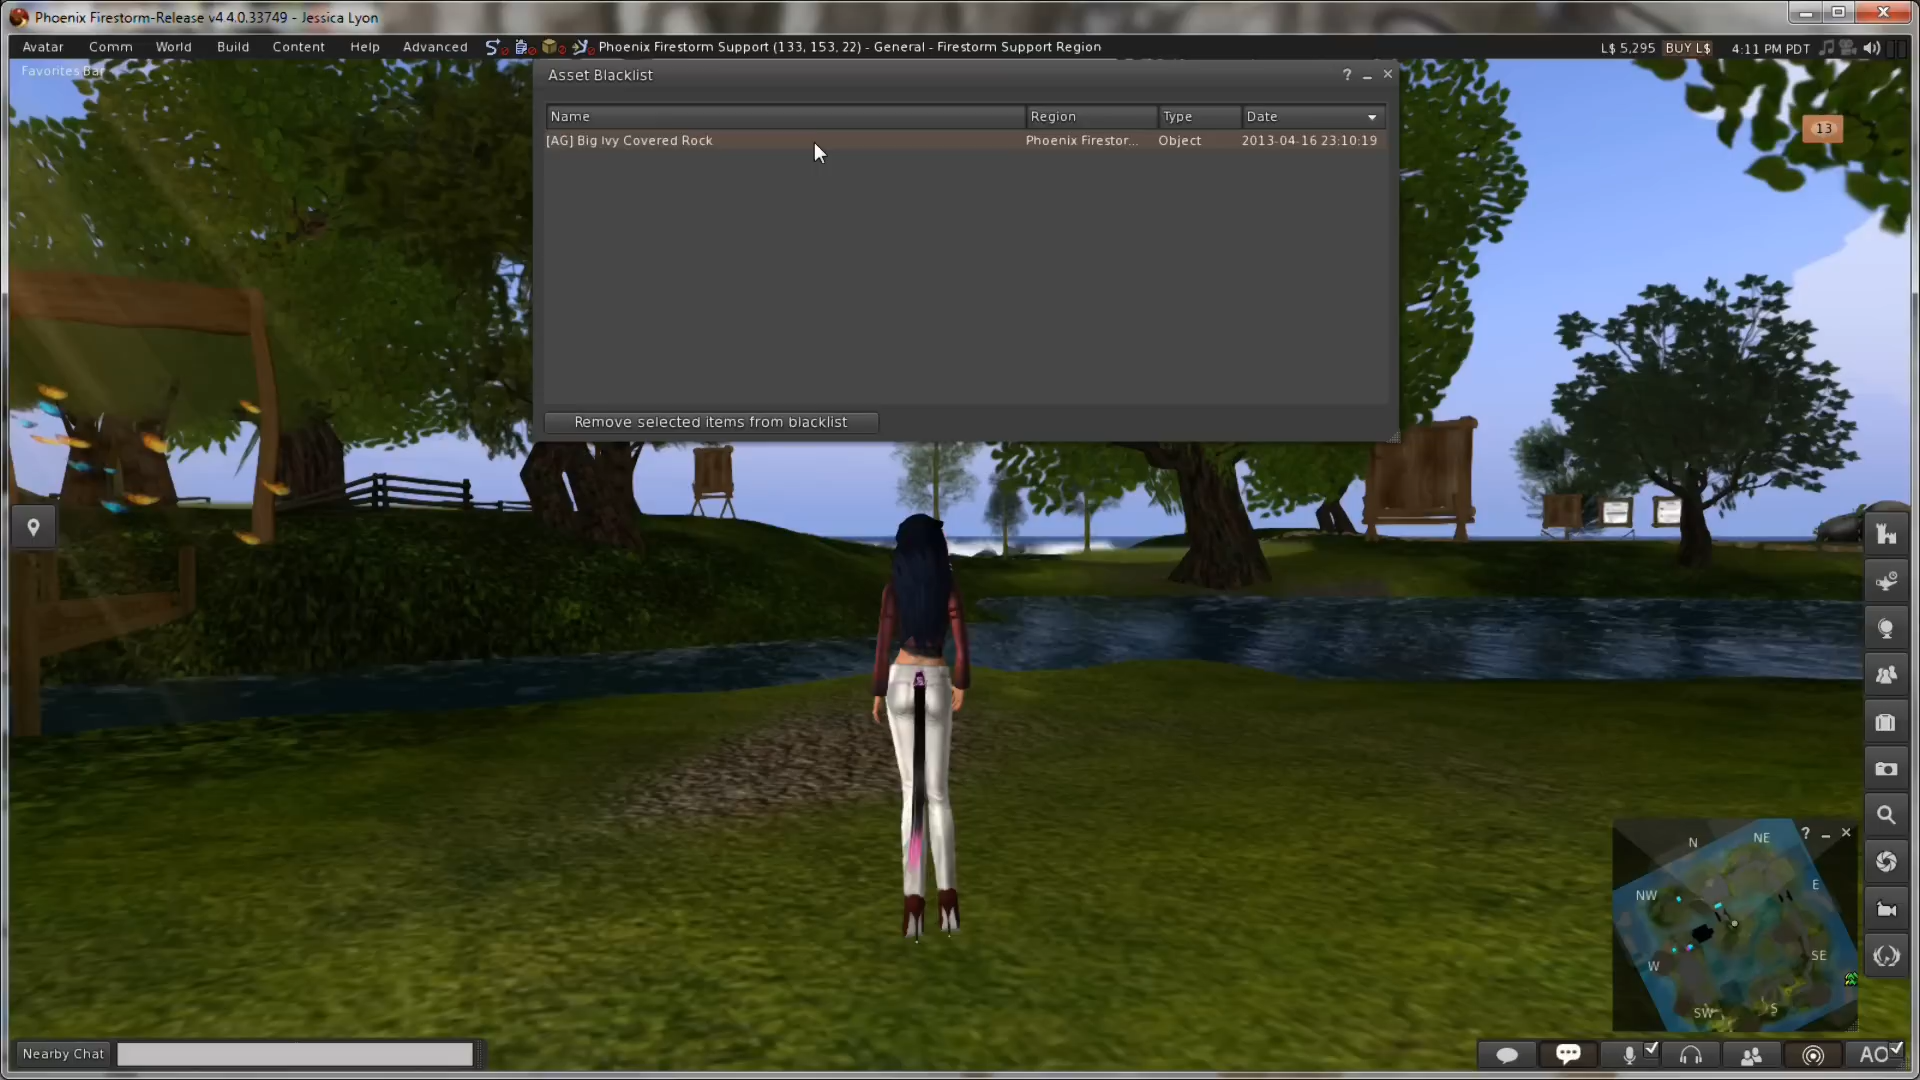 Phoenix Firestorm-Release v4.4.0.33749 - Jessica Lyon
Avatar Comm World Build Content Help Advanced Phoenix Firestorm Support (133, 153, 22) - General - Firestorm Support Region L$ 5,295 BUY L$ 4:11 PM PDT
Favorites Bar
Asset Blacklist ?
Name Region Type Date
[AG] Big Ivy Covered Rock Phoenix Firestor... Object 2013-04-16 23:10:19
13
Remove selected items from blacklist
?
N NE
NW E
W SE
SW S
Nearby Chat AO